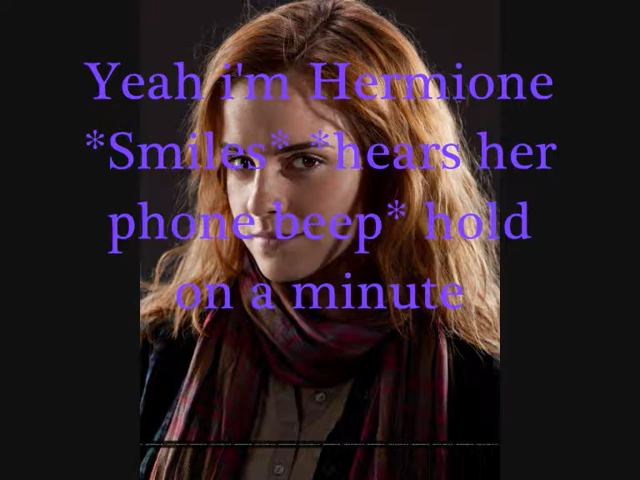 Yeah i'm Hermione
*Smiles* *hears her
phone beep* hold
on a minute